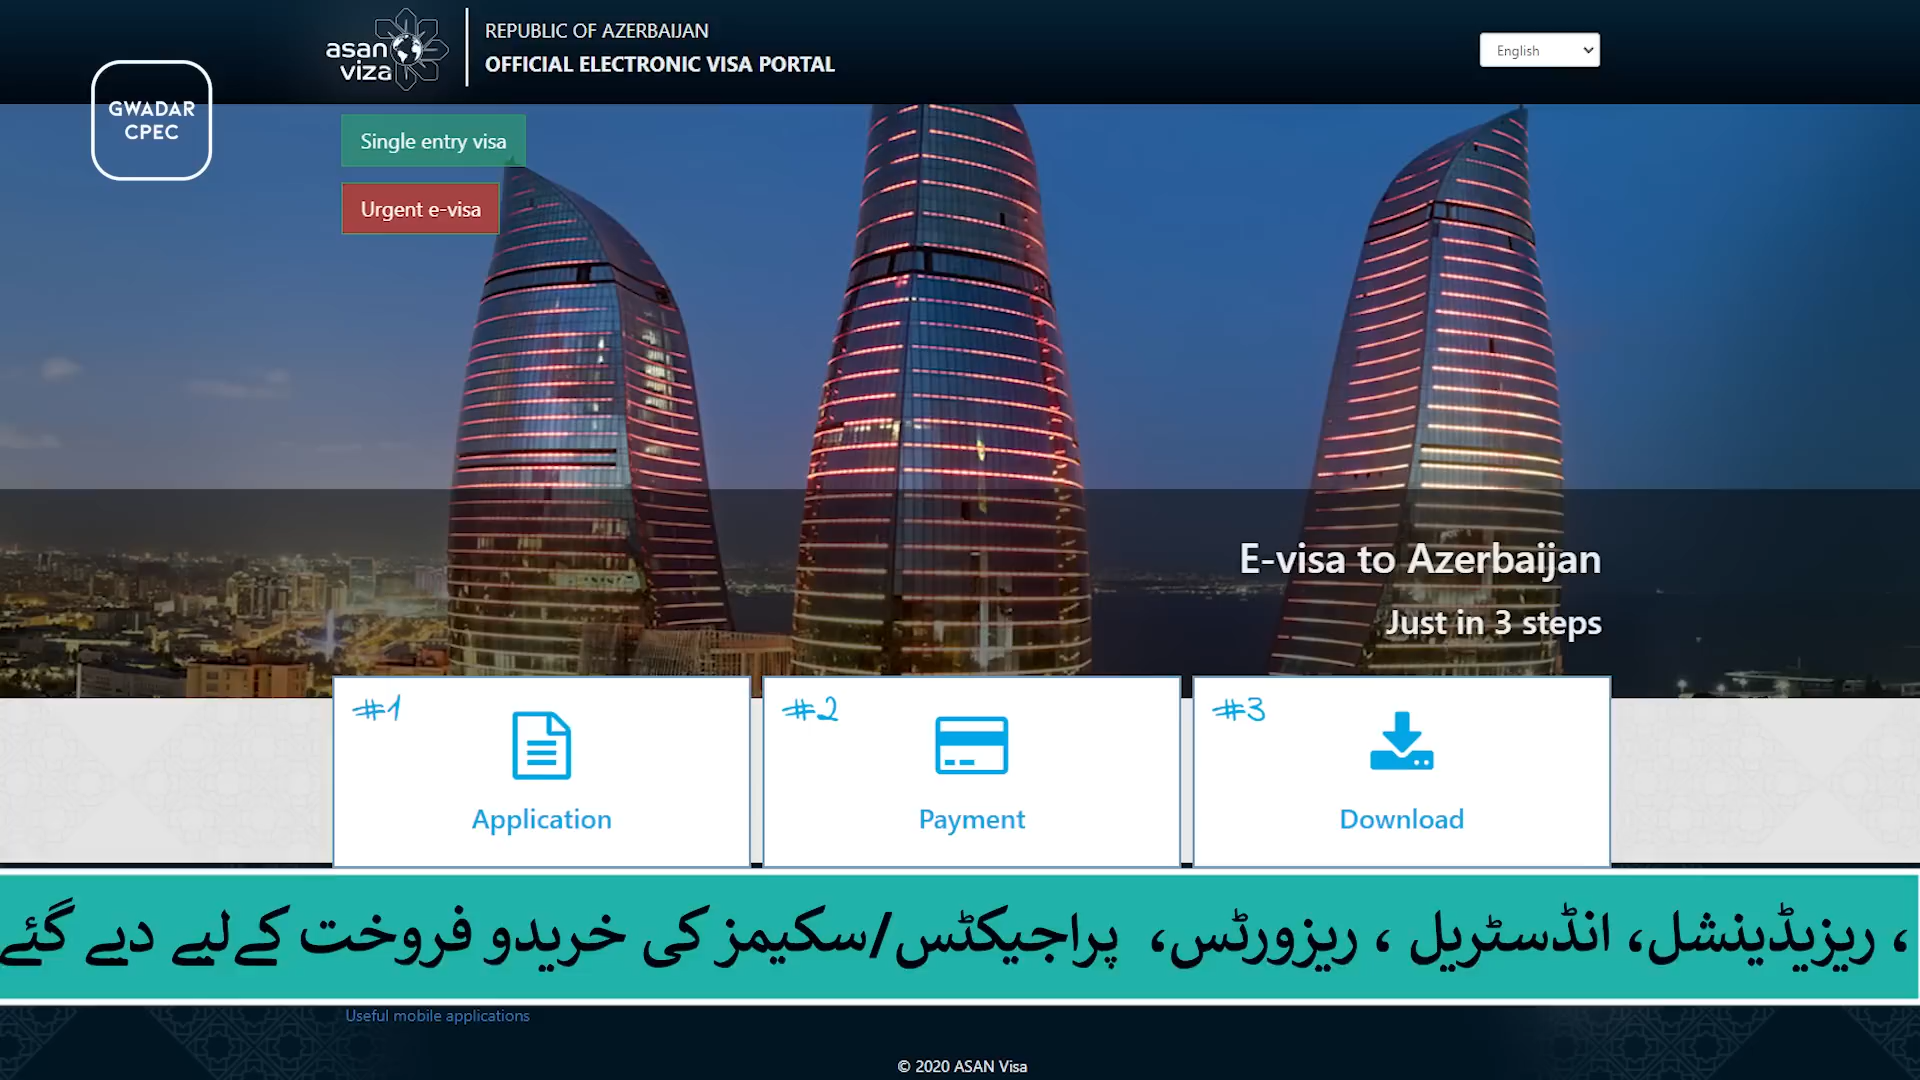 asan
viza
REPUBLIC OF AZERBAIJAN
OFFICIAL ELECTRONIC VISA PORTAL
English
GWADAR
CPEC
Single entry visa
Urgent e-visa
E-visa to Azerbaijan
Just in 3 steps
#1
Application
#2
Payment
#3
Download
، ریزیڈینشل، انڈسٹریل ، ریزورٹس، پراجیکٹس/سکیمز کی خریدو فروخت کےلیے دیے گئے
Useful mobile applications
© 2020 ASAN Visa